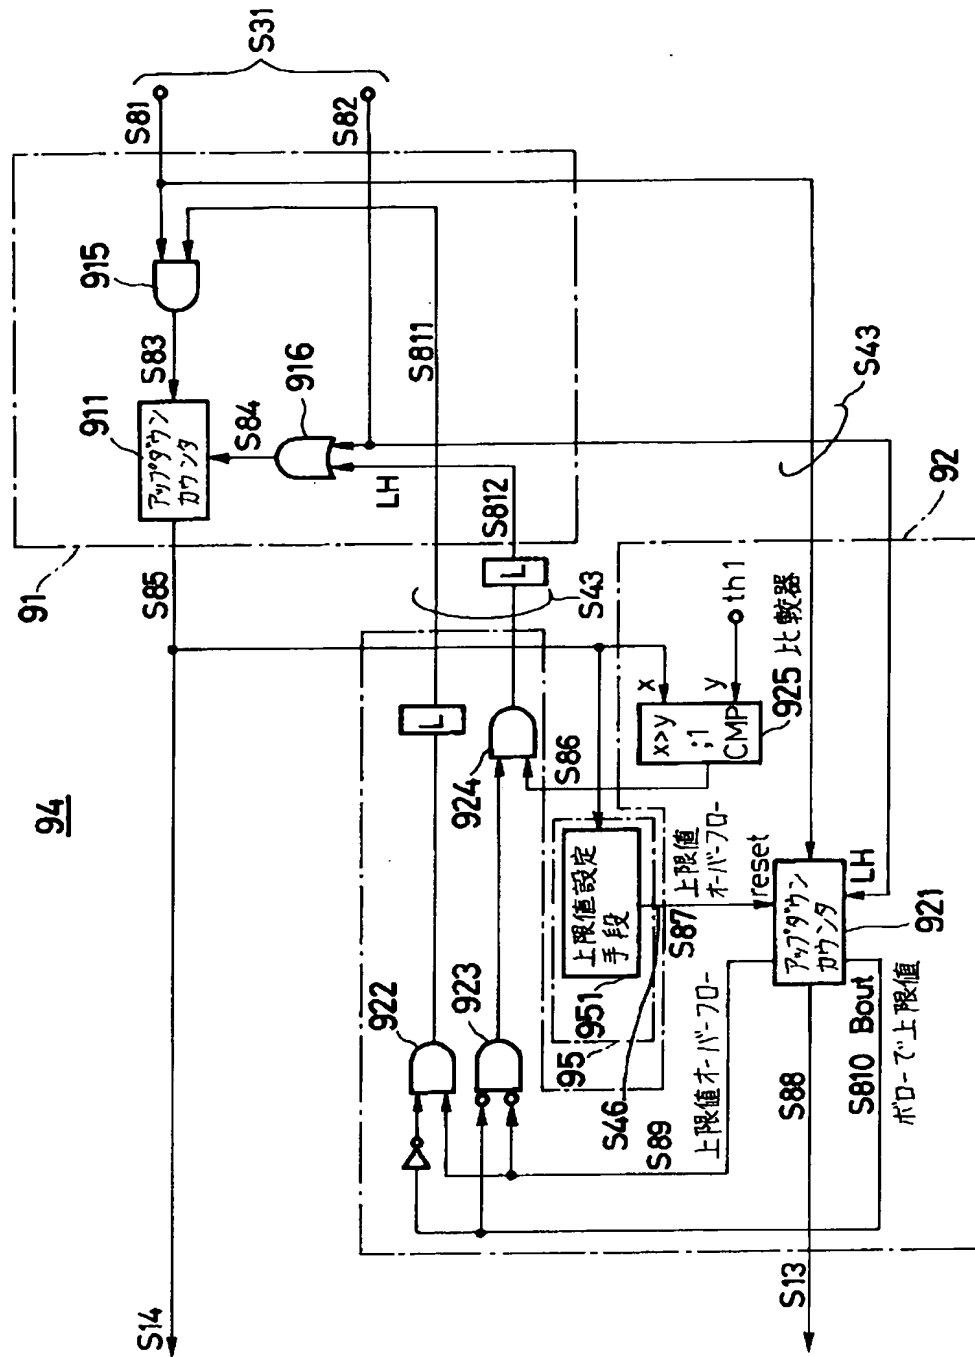 94
S14
S85
91
911
アップダウン
カウンタ
S83
915
S81
S31
S82
S84
916
LH
S811
S812
L
L
S43
S43
92
922
923
924
S86
x
y
th1
x>y
;1
CMP
925 比較器
上限値設定
手段
951
95
S46
S87
上限値
オーバーフロー
reset
S89
上限値オーバーフロー
アップダウン
カウンタ
LH
921
S13
S88
S810 Bout
ボローで上限値